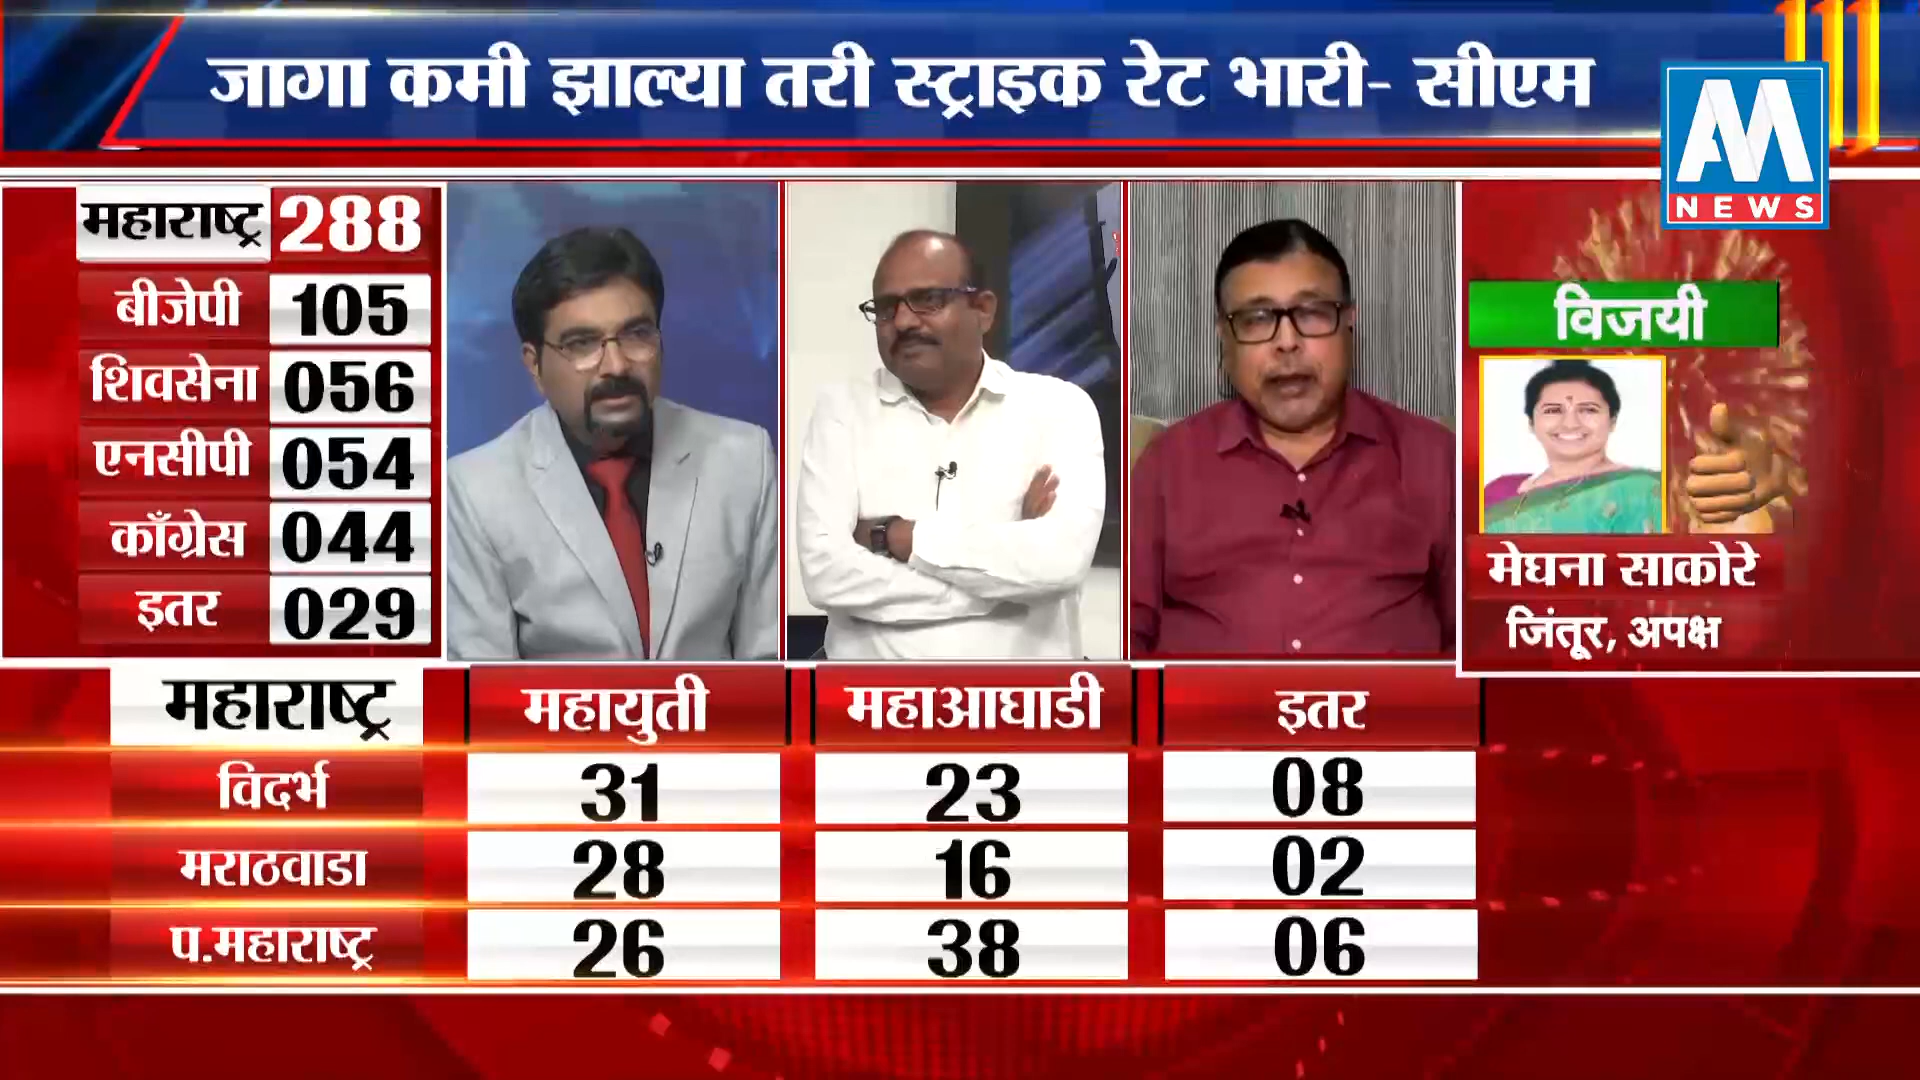 जागा कमी झाल्या तरी स्ट्राइक रेट भारी- सीएम
AM
NEWS
महाराष्ट्र 288
बीजेपी 105
शिवसेना 056
एनसीपी 054
काँग्रेस 044
इतर 029
विजयी
मेघना साकोरे
जिंतूर, अपक्ष
महाराष्ट्र महायुती महाआघाडी इतर
विदर्भ 31 23 08
मराठवाडा 28 16 02
प.महाराष्ट्र 26 38 06